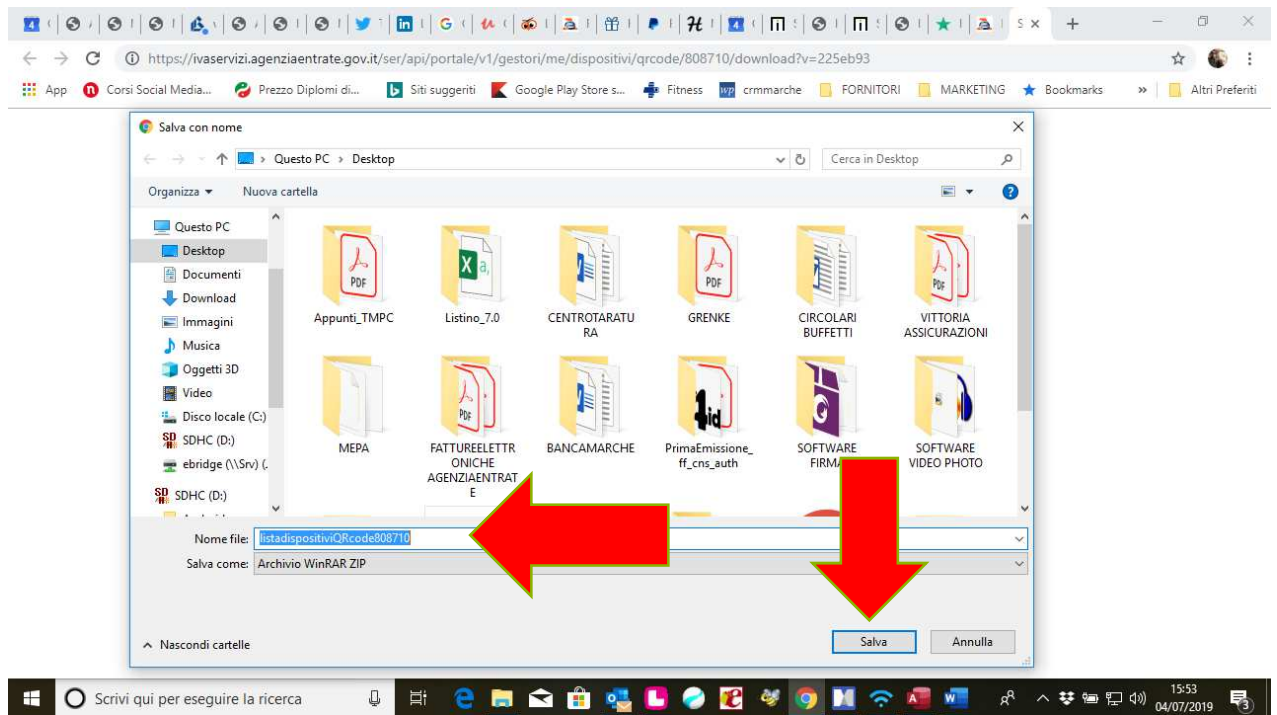 https://ivaservizi.agenziaentrate.gov.it/ser/api/portale/v1/gestori/me/dispositivi/qrcode/808710/download?v=225eb93
App Corsi Social Media... Prezzo Diplomi di... Siti suggeriti Google Play Store s... Fitness crmmarche FORNITORI MARKETING Bookmarks » Altri Preferiti
Salva con nome
Questo PC > Desktop
Cerca in Desktop
Organizza Nuova cartella
Questo PC
Desktop
Documenti
Download
Immagini
Musica
Oggetti 3D
Video
Disco locale (C:)
SDHC (D:)
ebridge (\\Srv) (.
SDHC (D:)
Appunti_TMPC
Listino_7.0
CENTROTARATU
RA
GRENKE
CIRCOLARI
BUFFETTI
VITTORIA
ASSICURAZIONI
MEPA
FATTUREELETTR
ONICHE
AGENZIAENTRAT
E
BANCAMARCHE
PrimaEmissione_
ff_cns_auth
SOFTWARE
SOFTWARE
VIDEO PHOTO
Nome file: listadispositiviQRcode808710
Salva come: Archivio WinRAR ZIP
Nascondi cartelle
Salva Annulla
Scrivi qui per eseguire la ricerca
15:53
04/07/2019